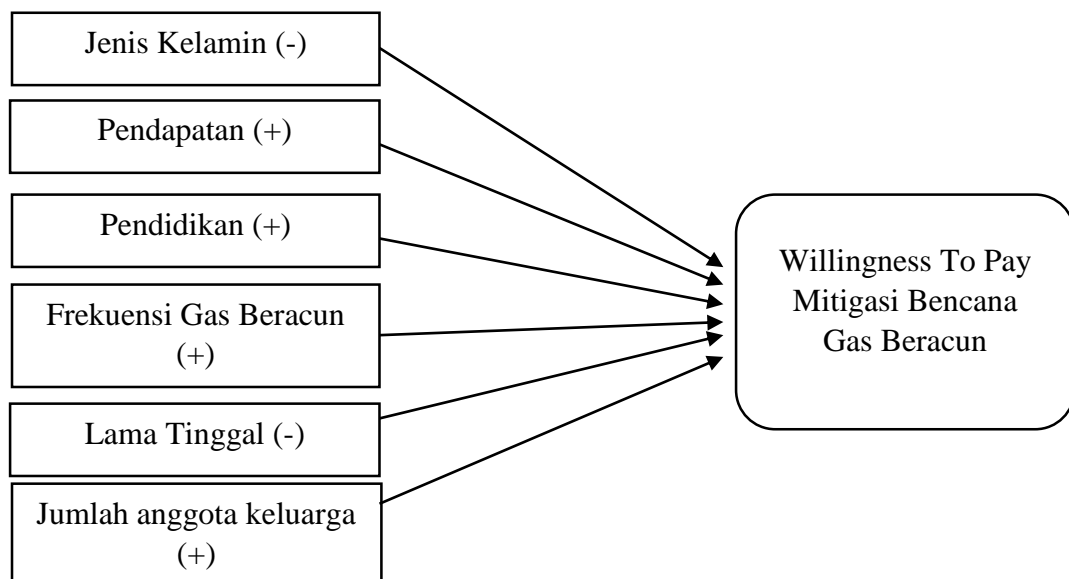 Jenis Kelamin (-)
Pendapatan (+)
Pendidikan (+)
Frekuensi Gas Beracun
(+)
Lama Tinggal (-)
Jumlah anggota keluarga
(+)
Willingness To Pay
Mitigasi Bencana
Gas Beracun